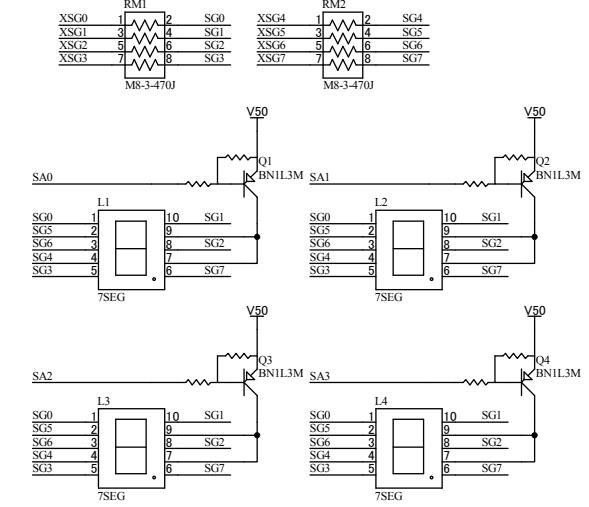 RM1 RM2
XSG0 1 2 SG0 XSG4 1 2 SG4
XSG1 3 4 SG1 XSG5 3 4 SG5
XSG2 5 6 SG2 XSG6 5 6 SG6
XSG3 7 8 SG3 XSG7 7 8 SG7
M8-3-470J M8-3-470J
V50 V50
Q1 Q2
SA0 BN1L3M SA1 BN1L3M
L1 L2
SG0 1 10 SG1 SG0 1 10 SG1
SG5 2 9 SG5 2 9
SG6 3 8 SG2 SG6 3 8 SG2
SG4 4 7 SG4 4 7
SG3 5 6 SG7 SG3 5 6 SG7
7SEG 7SEG
V50 V50
Q3 Q4
SA2 BN1L3M SA3 BN1L3M
L3 L4
SG0 1 10 SG1 SG0 1 10 SG1
SG5 2 9 SG5 2 9
SG6 3 8 SG2 SG6 3 8 SG2
SG4 4 7 SG4 4 7
SG3 5 6 SG7 SG3 5 6 SG7
7SEG 7SEG